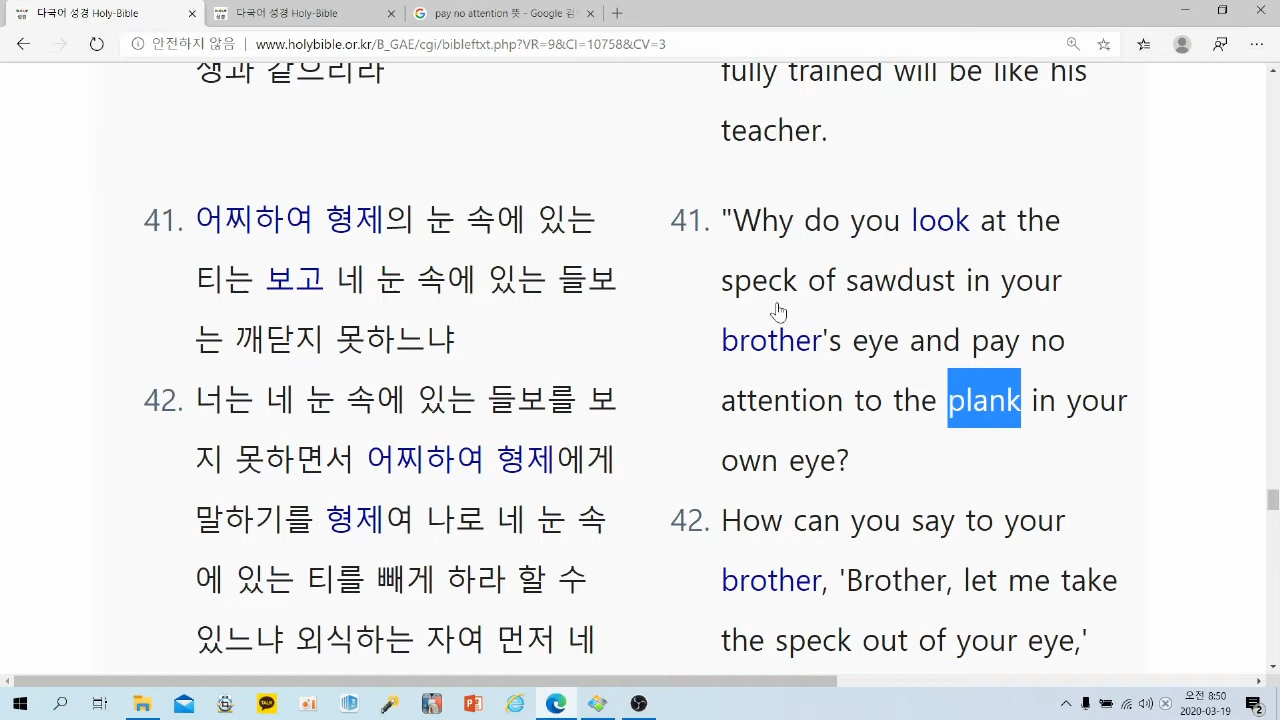 다국어 성경 Holy-Bible
다국어 성경 Holy-Bible
pay no attention 뜻 - Google 검
안전하지 않음
www.holybible.or.kr/B_GAE/cgi/bibleftxt.php?VR=9&CI=10758&CV=3
생과 같으리라
41. 어찌하여 형제의 눈 속에 있는
티는 보고 네 눈 속에 있는 들보
는 깨닫지 못하느냐
42. 너는 네 눈 속에 있는 들보를 보
지 못하면서 어찌하여 형제에게
말하기를 형제여 나로 네 눈 속
에 있는 티를 빼게 하라 할 수
있느냐 외식하는 자여 먼저 네
fully trained will be like his
teacher.
41. "Why do you look at the
speck of sawdust in your
brother's eye and pay no
attention to the plank in your
own eye?
42. How can you say to your
brother, 'Brother, let me take
the speck out of your eye,'
TALK
오전 8:50
2020-03-19
2